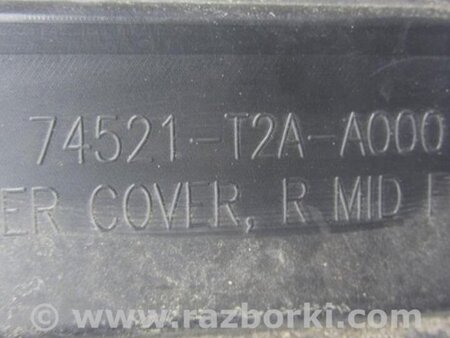 74521-T2A-A000
ER COVER, R MID
www.razborki.com